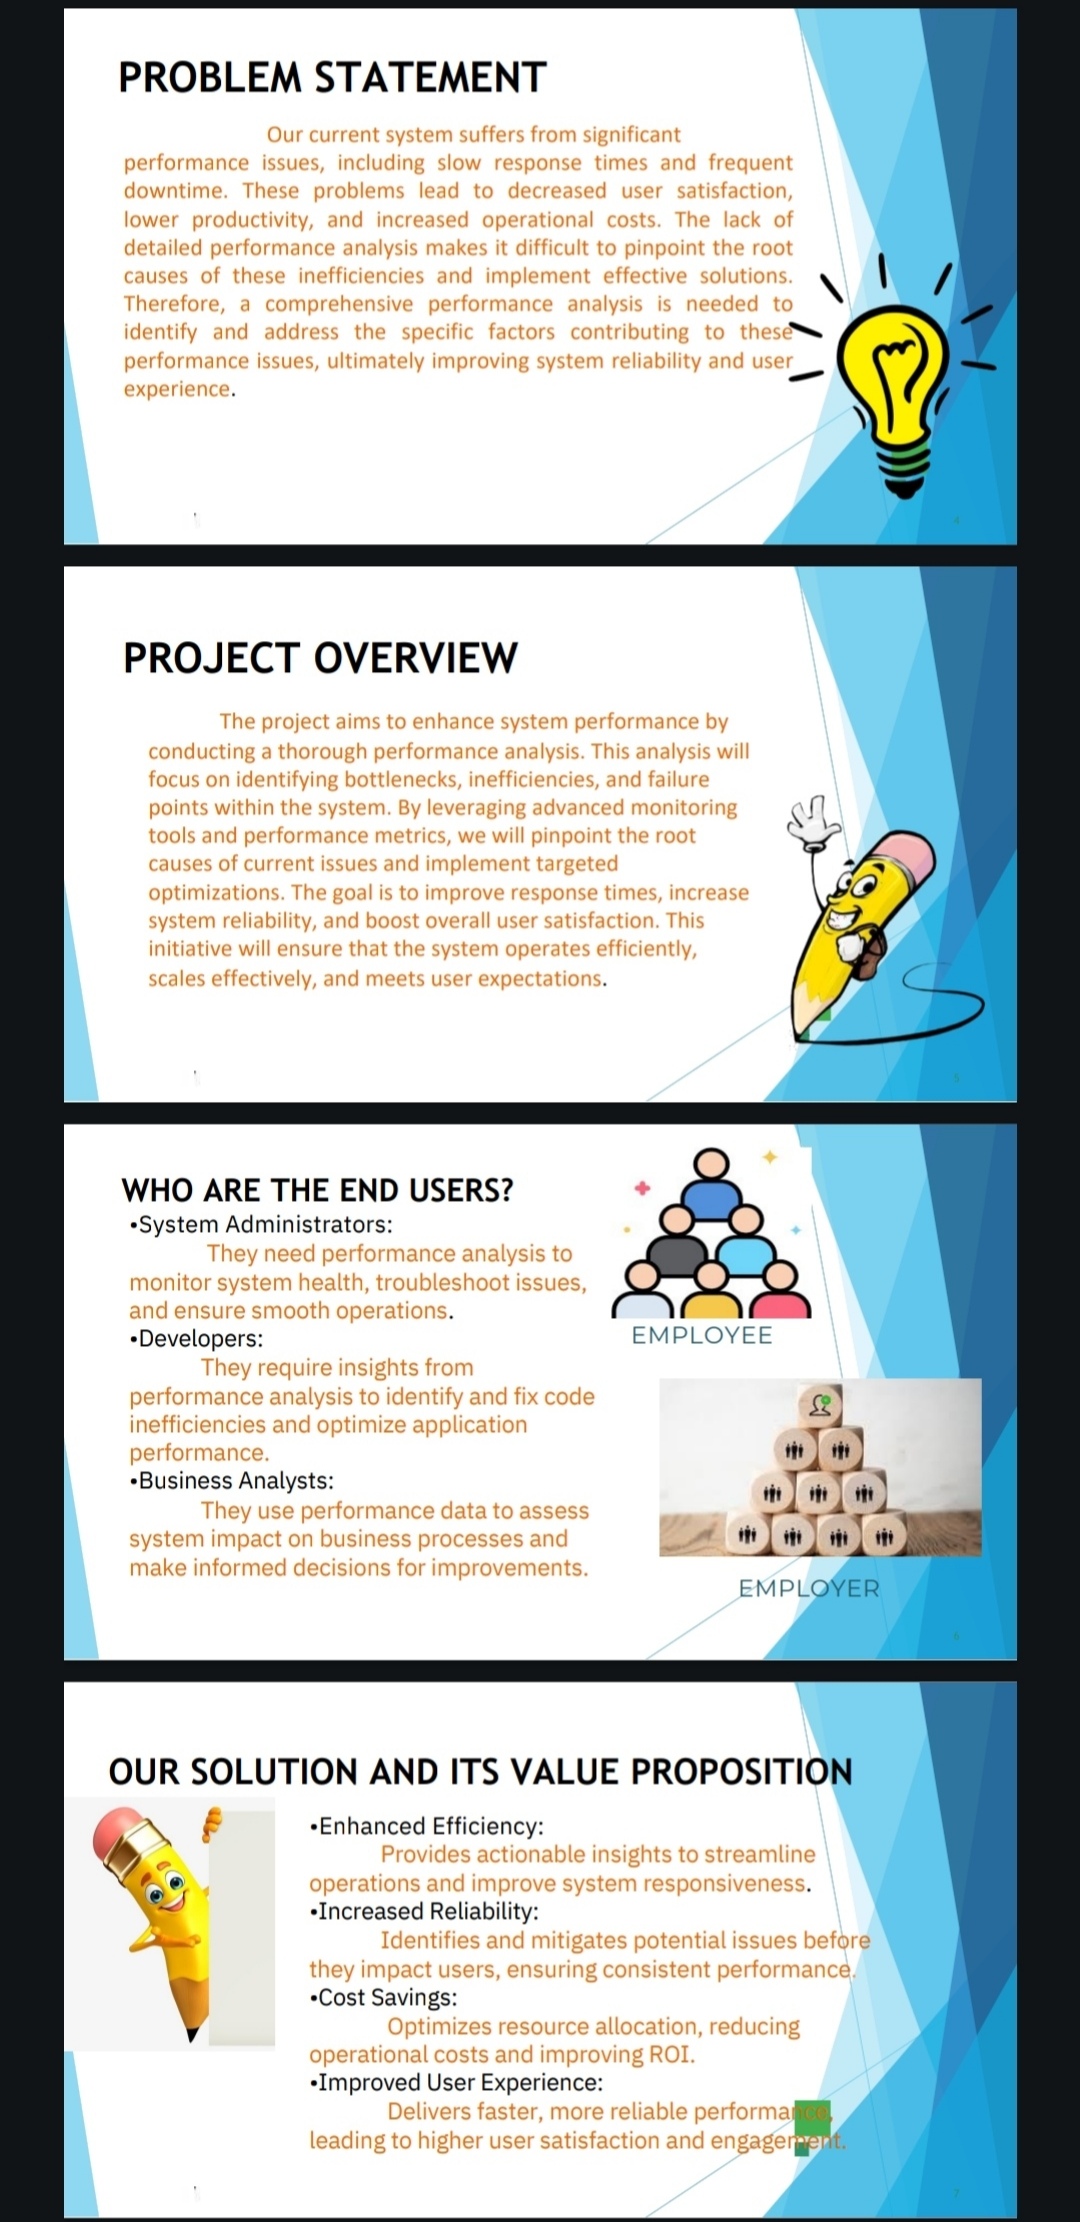 PROBLEM STATEMENT
Our current system suffers from significant
performance issues, including slow response times and frequent
downtime. These problems lead to decreased user satisfaction,
lower productivity, and increased operational costs. The lack of
detailed performance analysis makes it difficult to pinpoint the root
causes of these inefficiencies and implement effective solutions.
Therefore, a comprehensive performance analysis is needed to
identify and address the specific factors contributing to these
performance issues, ultimately improving system reliability and user
experience.
4
PROJECT OVERVIEW
The project aims to enhance system performance by
conducting a thorough performance analysis. This analysis will
focus on identifying bottlenecks, inefficiencies, and failure
points within the system. By leveraging advanced monitoring
tools and performance metrics, we will pinpoint the root
causes of current issues and implement targeted
optimizations. The goal is to improve response times, increase
system reliability, and boost overall user satisfaction. This
initiative will ensure that the system operates efficiently,
scales effectively, and meets user expectations.
5
WHO ARE THE END USERS?
•System Administrators:
They need performance analysis to
monitor system health, troubleshoot issues,
and ensure smooth operations.
•Developers:
They require insights from
performance analysis to identify and fix code
inefficiencies and optimize application
performance.
•Business Analysts:
They use performance data to assess
system impact on business processes and
make informed decisions for improvements.
EMPLOYEE
EMPLOYER
6
OUR SOLUTION AND ITS VALUE PROPOSITION
•Enhanced Efficiency:
Provides actionable insights to streamline
operations and improve system responsiveness.
•Increased Reliability:
Identifies and mitigates potential issues before
they impact users, ensuring consistent performance.
•Cost Savings:
Optimizes resource allocation, reducing
operational costs and improving ROI.
•Improved User Experience:
Delivers faster, more reliable performance,
leading to higher user satisfaction and engagement.
7